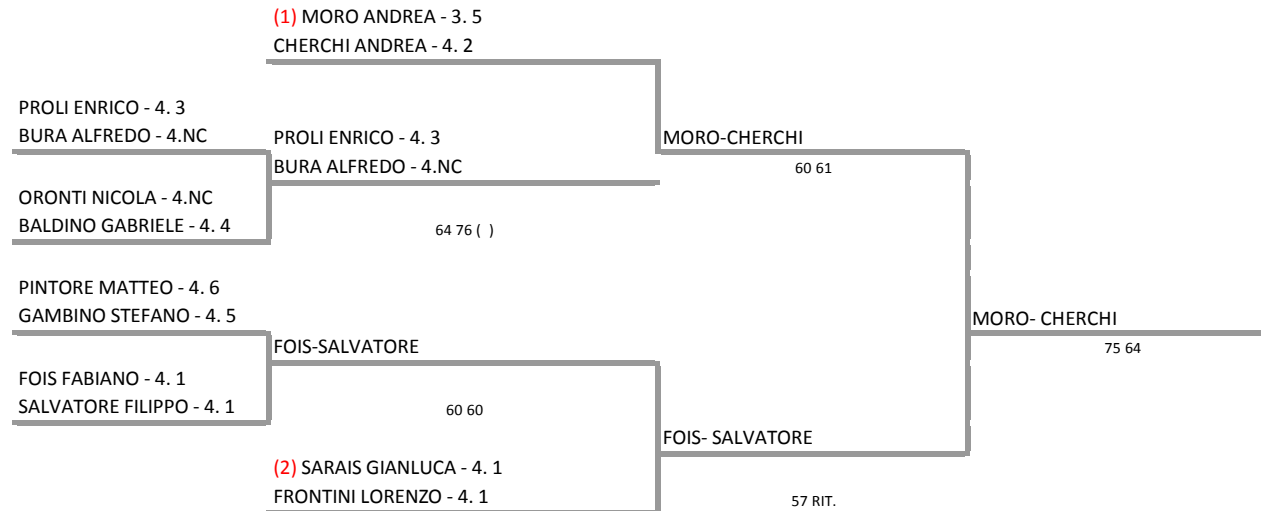 (1) MORO ANDREA - 3. 5
CHERCHI ANDREA - 4. 2
PROLI ENRICO - 4. 3
BURA ALFREDO - 4.NC
PROLI ENRICO - 4. 3
BURA ALFREDO - 4.NC
MORO-CHERCHI
60 61
ORONTI NICOLA - 4.NC
BALDINO GABRIELE - 4. 4
64 76 ( )
PINTORE MATTEO - 4. 6
GAMBINO STEFANO - 4. 5
MORO- CHERCHI
75 64
FOIS-SALVATORE
FOIS FABIANO - 4. 1
SALVATORE FILIPPO - 4. 1
60 60
FOIS- SALVATORE
(2) SARAIS GIANLUCA - 4. 1
FRONTINI LORENZO - 4. 1
57 RIT.